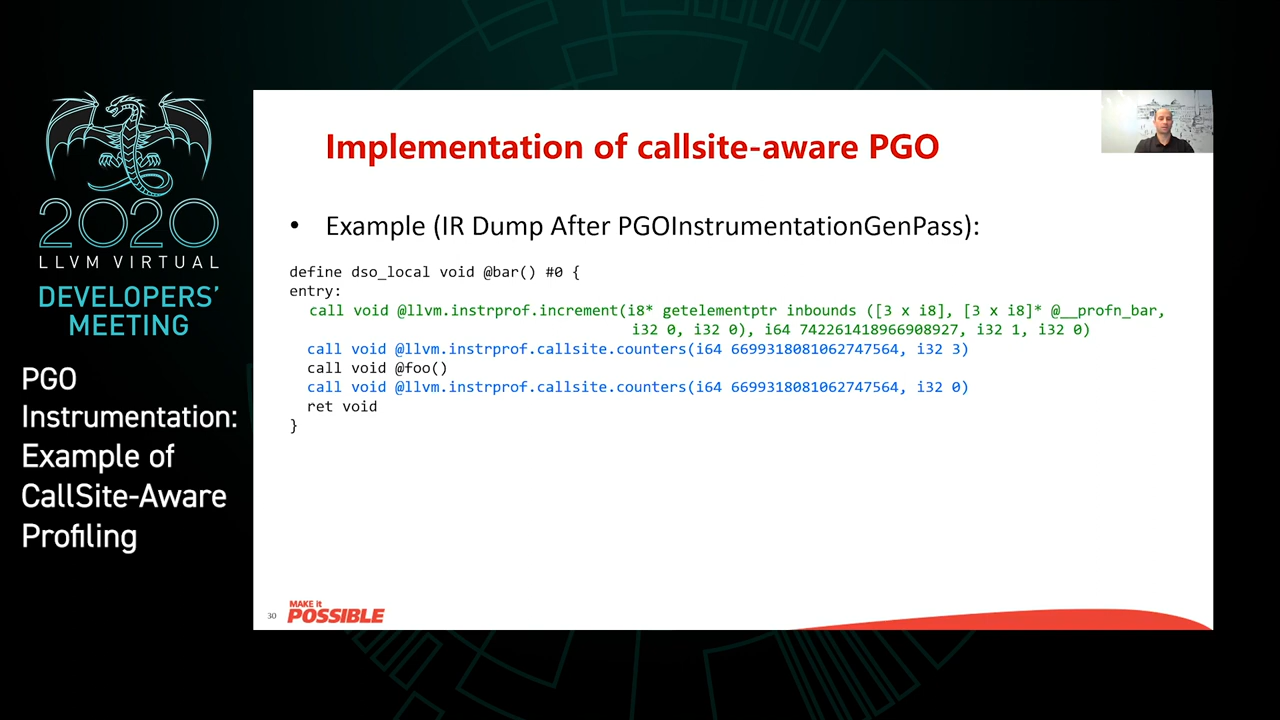 2020
LLVM VIRTUAL
DEVELOPERS'
MEETING
PGO
Instrumentation:
Example of
CallSite-Aware
Profiling
Implementation of callsite-aware PGO
• Example (IR Dump After PGOInstrumentationGenPass):
define dso_local void @bar() #0 {
entry:
call void @llvm.instrprof.increment(i8* getelementptr inbounds ([3 x i8], [3 x i8]* @__profn_bar,
i32 0, i32 0), i64 742261418966908927, i32 1, i32 0)
call void @llvm.instrprof.callsite.counters(i64 6699318081062747564, i32 3)
call void @foo()
call void @llvm.instrprof.callsite.counters(i64 6699318081062747564, i32 0)
ret void
}
30
MAKE it
POSSIBLE